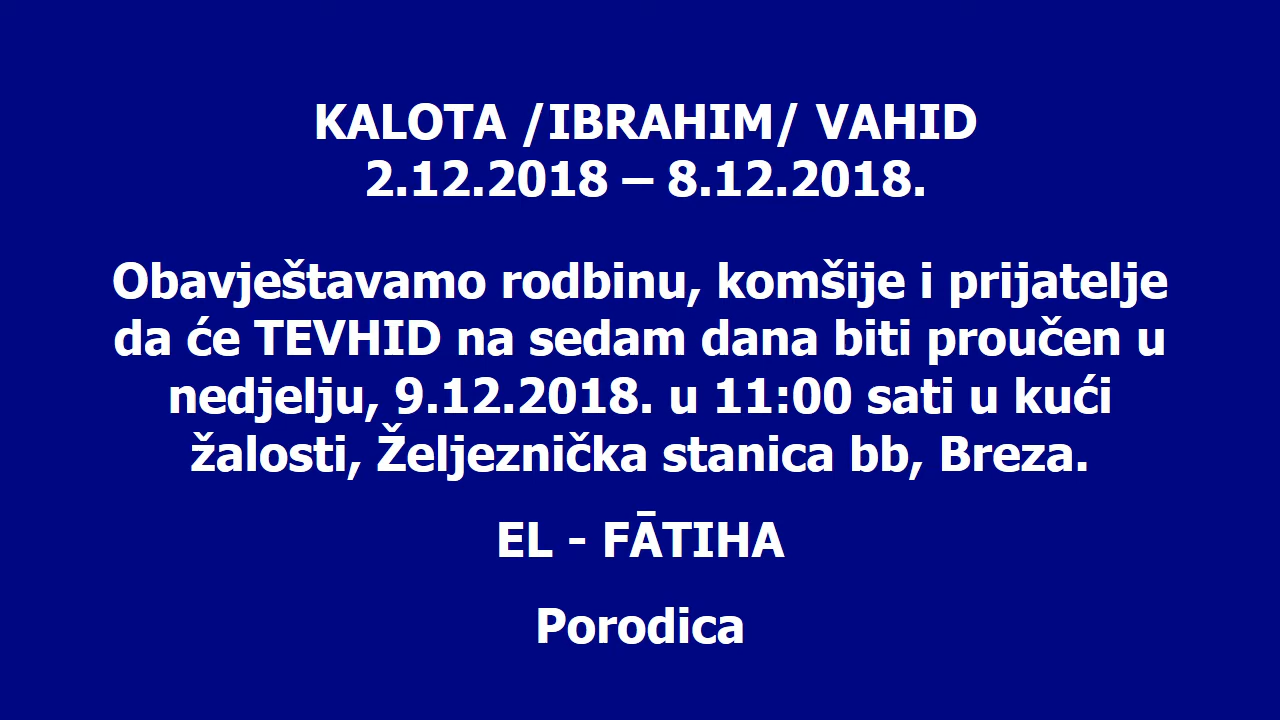 KALOTA /IBRAHIM/ VAHID
2.12.2018 – 8.12.2018.
Obavještavamo rodbinu, komšije i prijatelje
da će TEVHID na sedam dana biti proučen u
nedjelju, 9.12.2018. u 11:00 sati u kući
žalosti, Željeznička stanica bb, Breza.
EL - FĀTIHA
Porodica